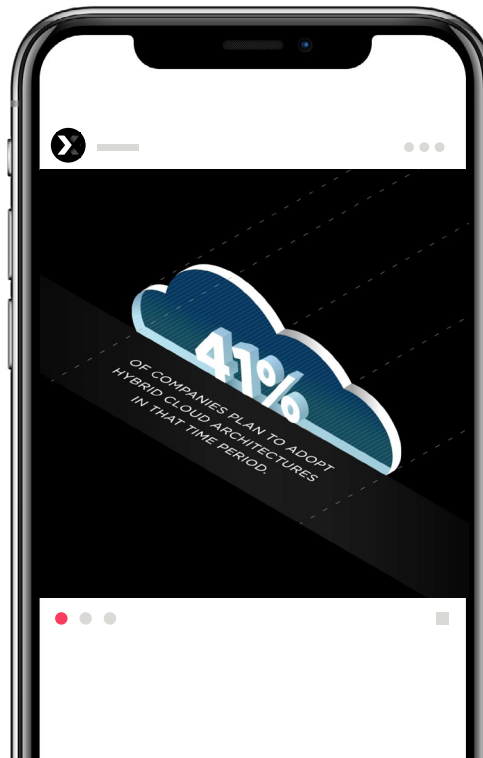 41%
OF COMPANIES PLAN TO ADOPT
HYBRID CLOUD ARCHITECTURES
IN THAT TIME PERIOD.